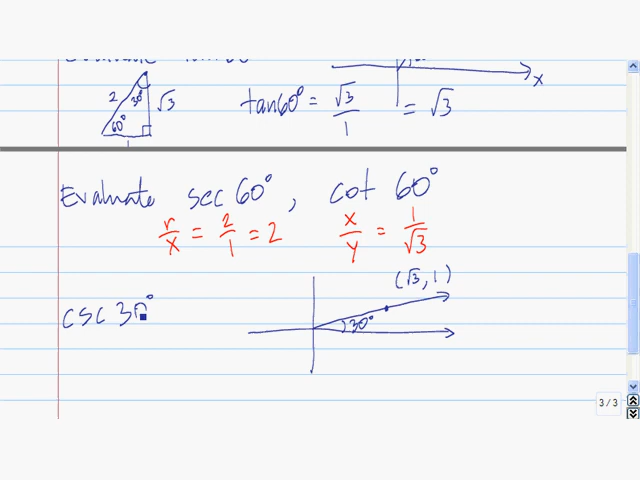 2 30° √3 tan60° = √3/1 = √3 x
60°
1
Evaluate sec 60°, cot 60°
r/x = 2/1 = 2 x/y = 1/√3
(√3, 1)
csc 30° 30°
3/3